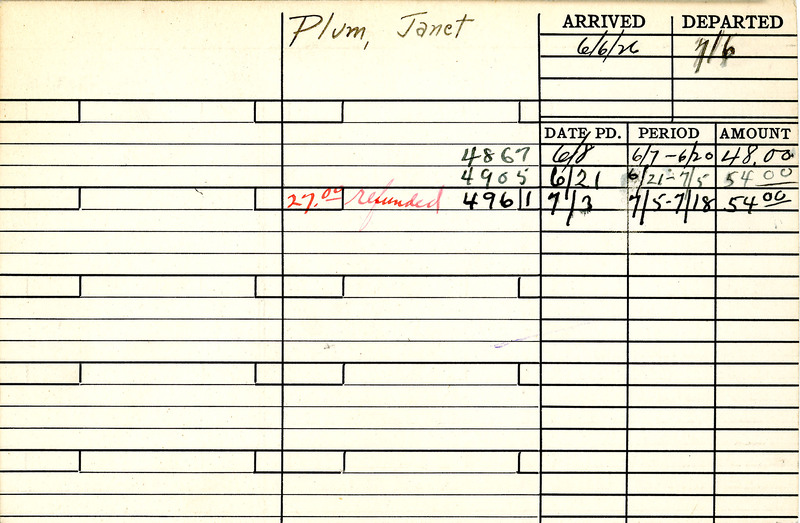 Plum, Janet
ARRIVED DEPARTED
6/6/26 7/6
DATE PD. PERIOD AMOUNT
4867 6/8 6/7-6/20 48.00
4905 6/21 6/21-7/5 54 00
27.00 refunded 4961 7/3 7/5-7/18 54 00